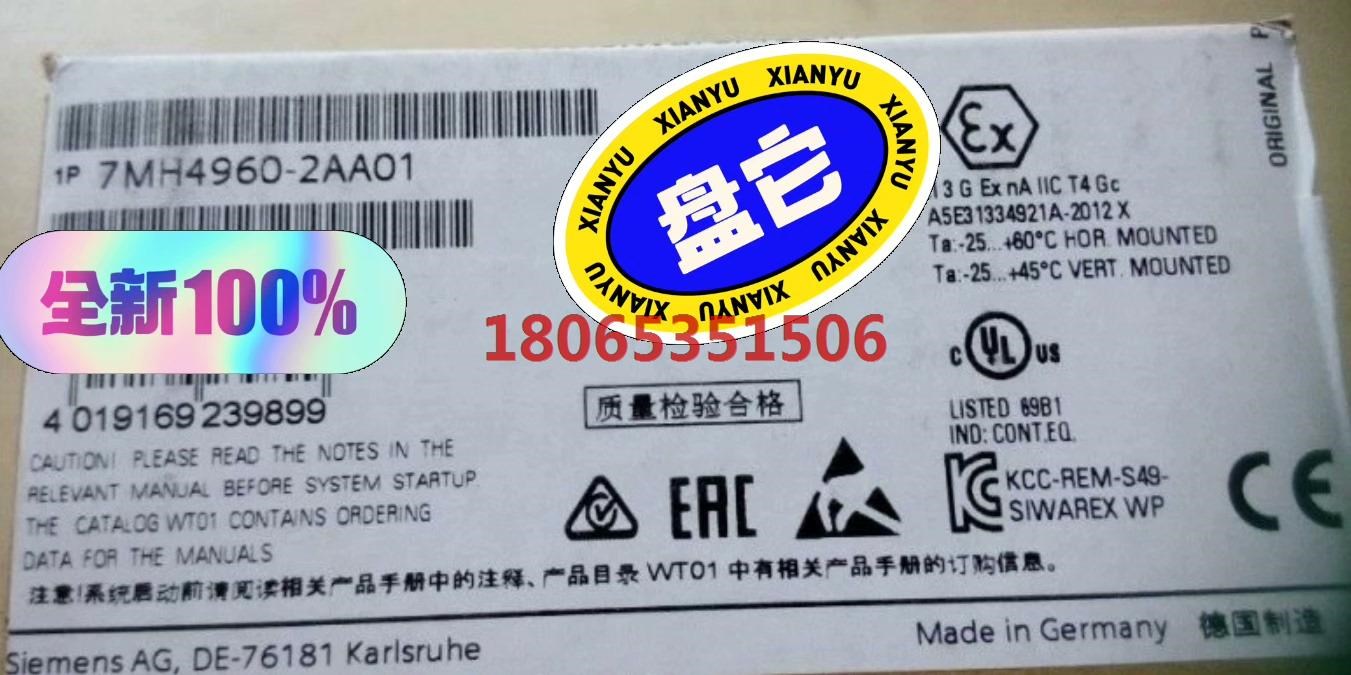 ORIGINAL
1P 7MH4960-2AA01
XIANYU XIANYU XIANYU XIANYU XIANYU XIANYU XIANYU XIANYU
盘它
Ex
3 G Ex nA IIC T4 Gc
A5E31334921A-2012 X
Ta:-25...+60°C HOR. MOUNTED
Ta:-25...+45°C VERT. MOUNTED
全新100%
18065351506
C UL US
4 019169 239899
质量检验合格
LISTED 69B1
IND: CONT.EQ.
CAUTION! PLEASE READ THE NOTES IN THE
RELEVANT MANUAL BEFORE SYSTEM STARTUP.
THE CATALOG WT01 CONTAINS ORDERING
DATA FOR THE MANUALS
EAC
KCC-REM-S49-
SIWAREX WP
CE
注意!系统启动前请阅读相关产品手册中的注释、产品目录 WT01 中有相关产品手册的订购信息。
Siemens AG, DE-76181 Karlsruhe
Made in Germany 德国制造